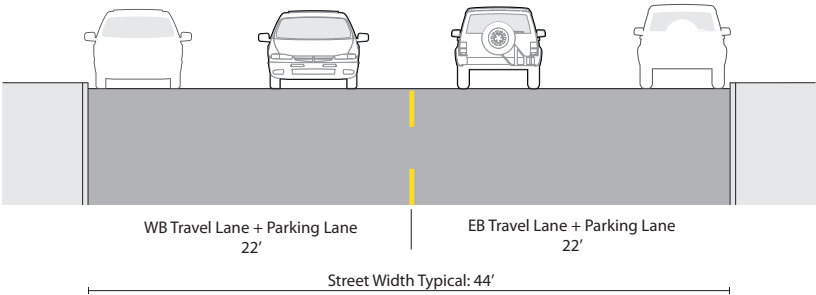 WB Travel Lane + Parking Lane
22’
EB Travel Lane + Parking Lane
22’
Street Width Typical: 44’